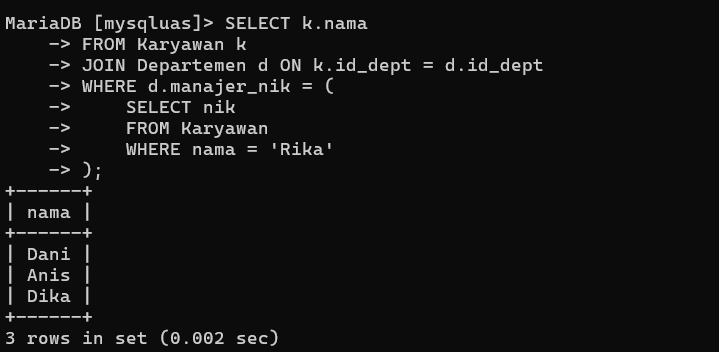 MariaDB [mysqluas]> SELECT k.nama
    -> FROM Karyawan k
    -> JOIN Departemen d ON k.id_dept = d.id_dept
    -> WHERE d.manajer_nik = (
    ->     SELECT nik
    ->     FROM Karyawan
    ->     WHERE nama = 'Rika'
    -> );
+------+
| nama |
+------+
| Dani |
| Anis |
| Dika |
+------+
3 rows in set (0.002 sec)